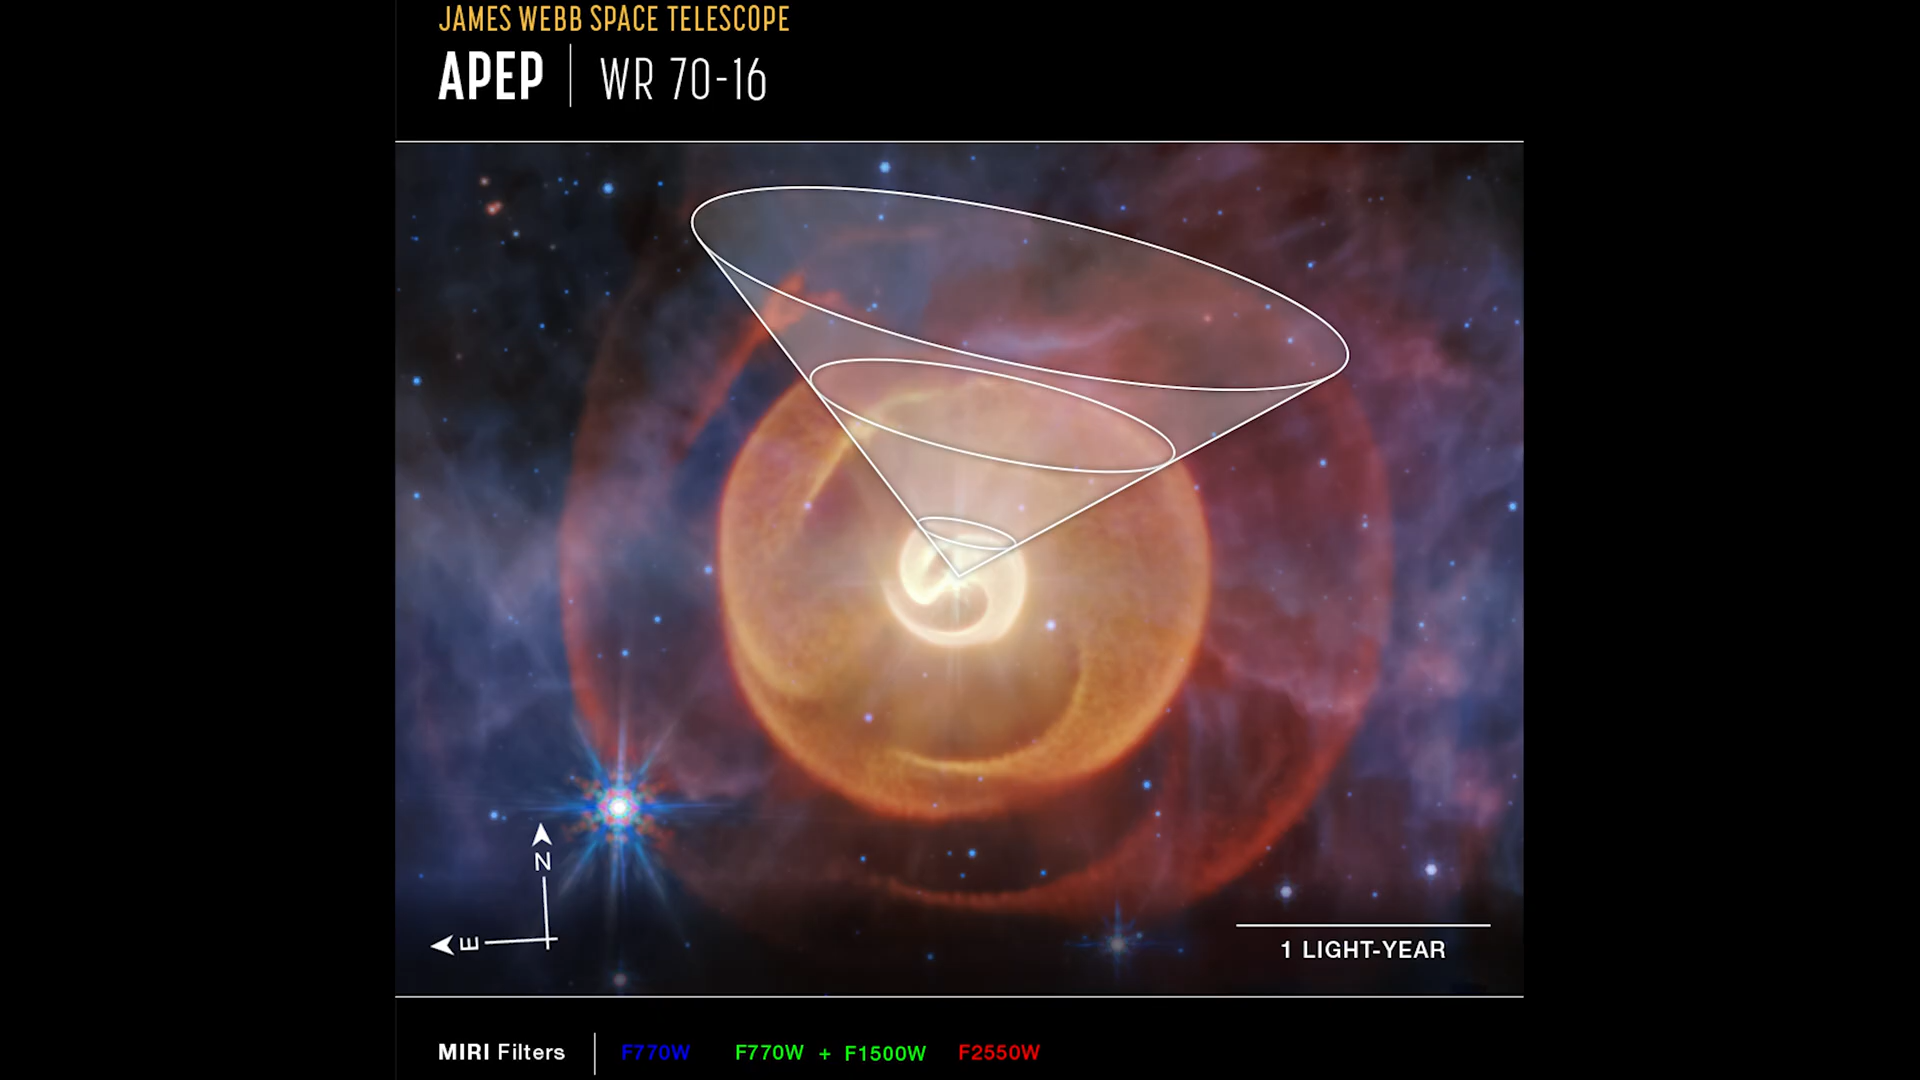 JAMES WEBB SPACE TELESCOPE
APEP | WR 70-16
N
E
1 LIGHT-YEAR
MIRI Filters | F770W F770W + F1500W F2550W